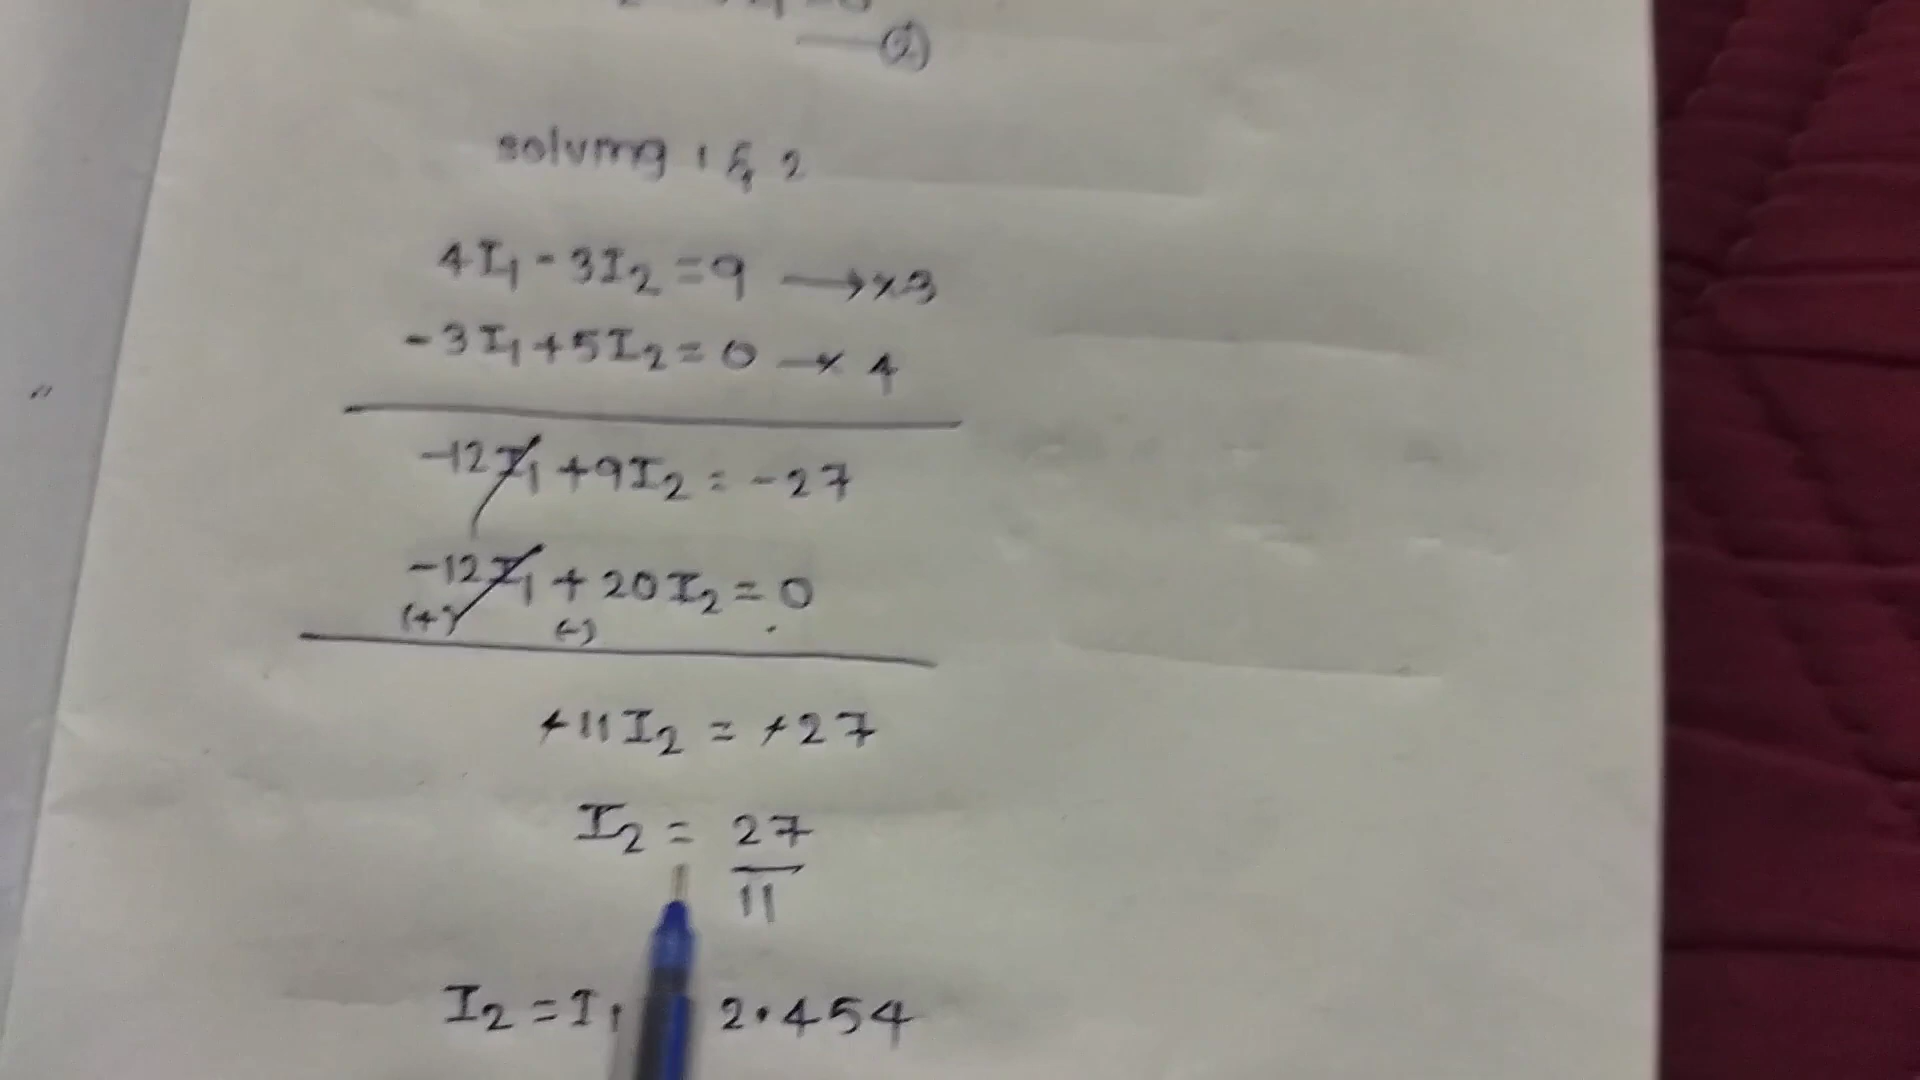 (2)
solving 1 & 2
4I₁ - 3I₂ = 9 → ×3
-3I₁ + 5I₂ = 0 — × 4
-12I₁ + 9I₂ = -27
-12I₁ + 20I₂ = 0
(+) (-)
+11I₂ = +27
I₂ = 27
11
I₂ = I 2.454